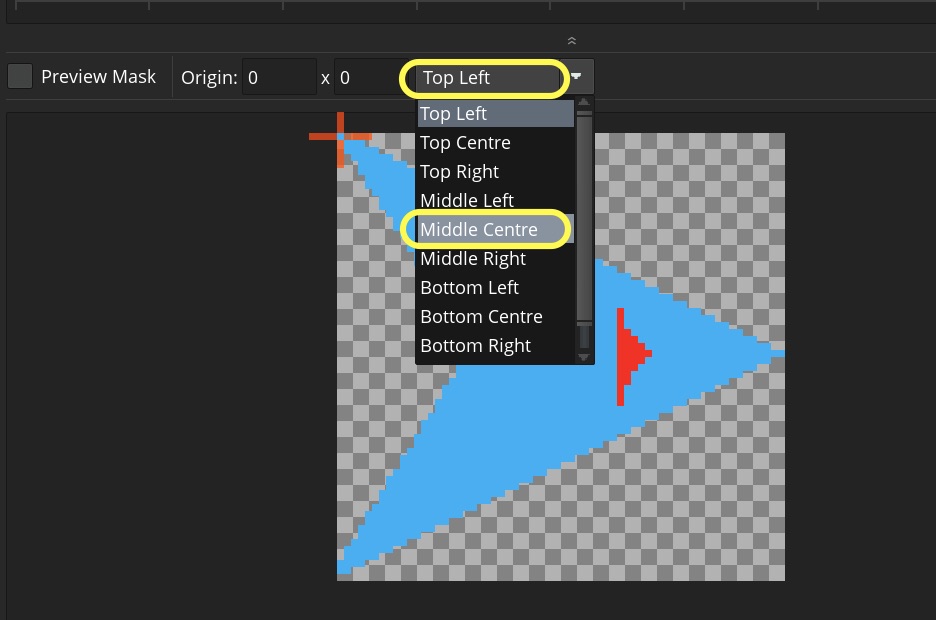 Preview Mask Origin: 0 x 0 Top Left
Top Left
Top Centre
Top Right
Middle Left
Middle Centre
Middle Right
Bottom Left
Bottom Centre
Bottom Right